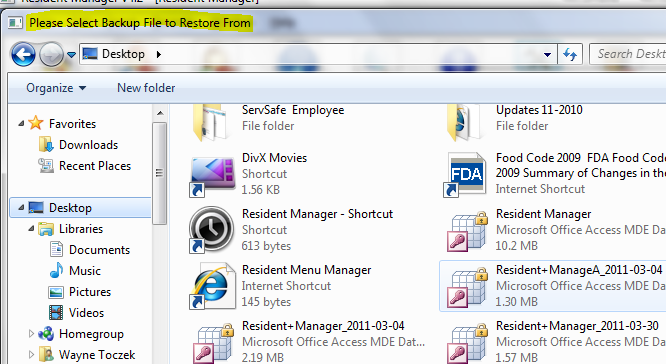 Resident Manager V1.2 - [Resident Manager]
Please Select Backup File to Restore From
Desktop
Search Deskt
Organize
New folder
Favorites
Downloads
Recent Places
Desktop
Libraries
Documents
Music
Pictures
Videos
Homegroup
Wayne Toczek
ServSafe Employee
File folder
Updates 11-2010
File folder
DivX Movies
Shortcut
1.56 KB
FDA
Food Code 2009 FDA Food Code
2009 Summary of Changes in the
Internet Shortcut
Resident Manager - Shortcut
Shortcut
613 bytes
Resident Manager
Microsoft Office Access MDE Dat
10.2 MB
Resident Menu Manager
Internet Shortcut
145 bytes
Resident+ManageA_2011-03-04
Microsoft Office Access MDE Dat
1.30 MB
Resident+Manager_2011-03-04
Microsoft Office Access MDE Dat...
2.19 MB
Resident+Manager_2011-03-30
Microsoft Office Access MDE Dat
1.57 MB